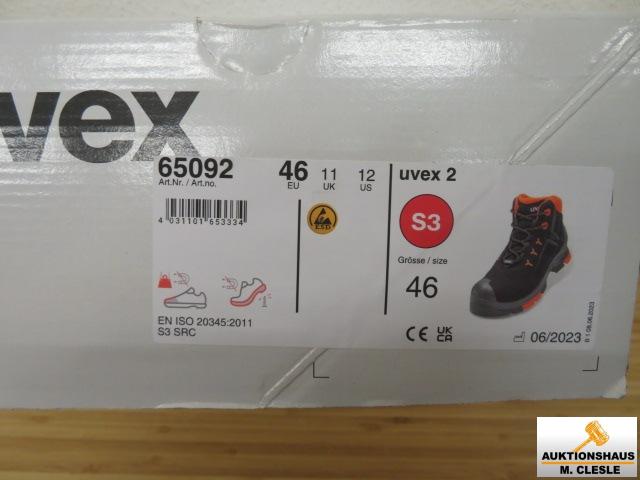 uvex
65092
Art.Nr. / Art.no.
4 031101 653334
46 EU
11 UK
12 US
ESD
EN ISO 20345:2011
S3 SRC
uvex 2
S3
Grösse / size
46
CE UK CA
06/2023
AUKTIONSHAUS
M. CLESLE